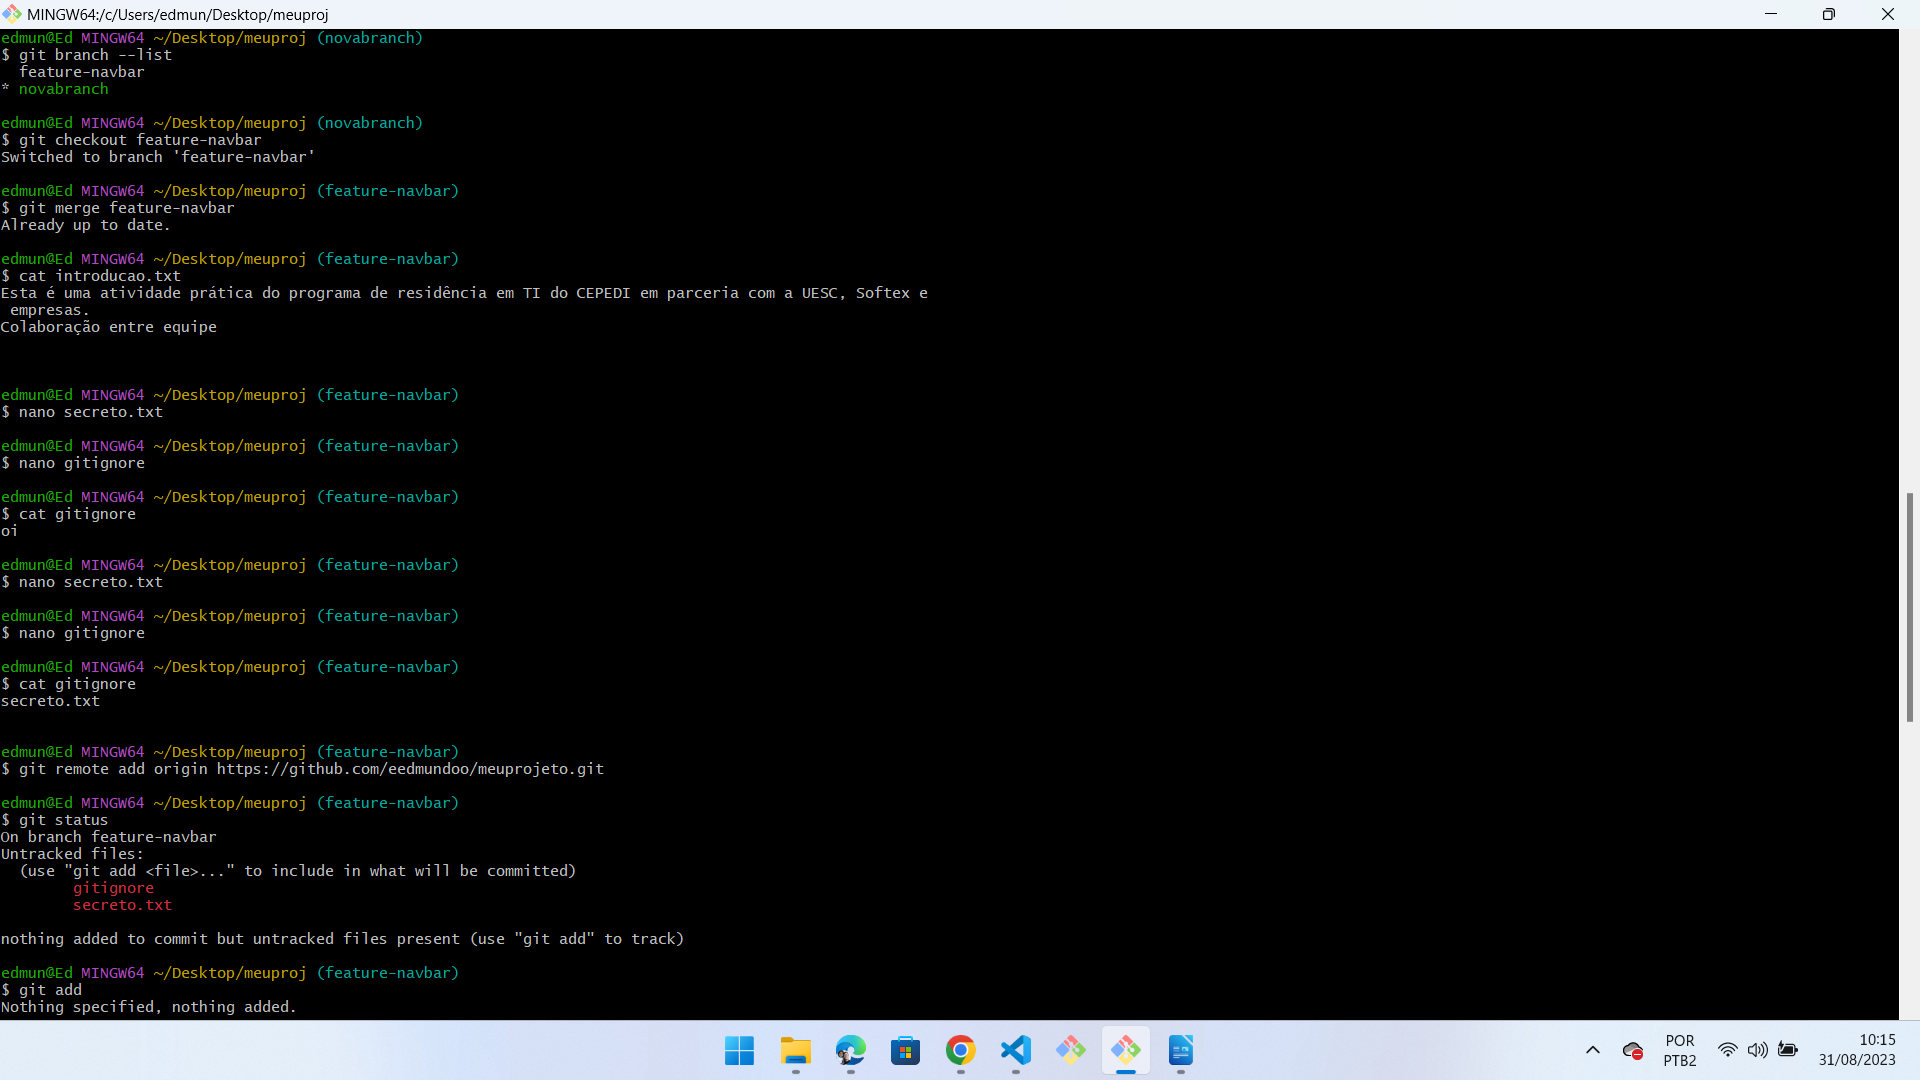 MINGW64:/c/Users/edmun/Desktop/meuproj
edmun@Ed MINGW64 ~/Desktop/meuproj (novabranch)
$ git branch --list
  feature-navbar
* novabranch
edmun@Ed MINGW64 ~/Desktop/meuproj (novabranch)
$ git checkout feature-navbar
Switched to branch 'feature-navbar'
edmun@Ed MINGW64 ~/Desktop/meuproj (feature-navbar)
$ git merge feature-navbar
Already up to date.
edmun@Ed MINGW64 ~/Desktop/meuproj (feature-navbar)
$ cat introducao.txt
Esta é uma atividade prática do programa de residência em TI do CEPEDI em parceria com a UESC, Softex e
 empresas.
Colaboração entre equipe
edmun@Ed MINGW64 ~/Desktop/meuproj (feature-navbar)
$ nano secreto.txt
edmun@Ed MINGW64 ~/Desktop/meuproj (feature-navbar)
$ nano gitignore
edmun@Ed MINGW64 ~/Desktop/meuproj (feature-navbar)
$ cat gitignore
oi
edmun@Ed MINGW64 ~/Desktop/meuproj (feature-navbar)
$ nano secreto.txt
edmun@Ed MINGW64 ~/Desktop/meuproj (feature-navbar)
$ nano gitignore
edmun@Ed MINGW64 ~/Desktop/meuproj (feature-navbar)
$ cat gitignore
secreto.txt
edmun@Ed MINGW64 ~/Desktop/meuproj (feature-navbar)
$ git remote add origin https://github.com/eedmundoo/meuprojeto.git
edmun@Ed MINGW64 ~/Desktop/meuproj (feature-navbar)
$ git status
On branch feature-navbar
Untracked files:
  (use "git add <file>..." to include in what will be committed)
        gitignore
        secreto.txt
nothing added to commit but untracked files present (use "git add" to track)
edmun@Ed MINGW64 ~/Desktop/meuproj (feature-navbar)
$ git add
Nothing specified, nothing added.
POR
PTB2
10:15
31/08/2023